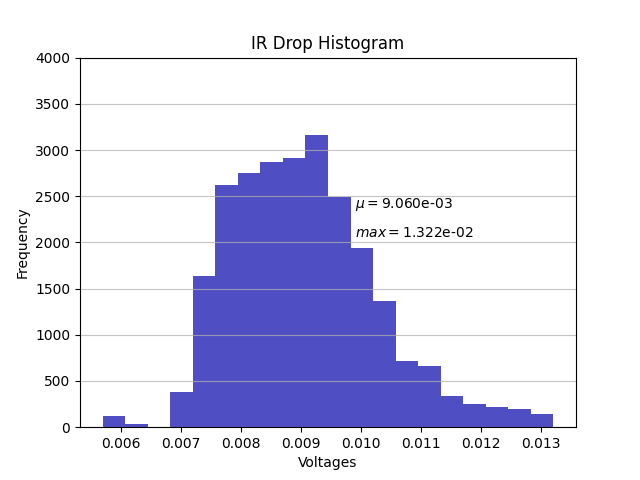 IR Drop Histogram
4000
3500
3000
2500
2000
1500
1000
500
0
Frequency
μ = 9.060e-03
max = 1.322e-02
0.006 0.007 0.008 0.009 0.010 0.011 0.012 0.013
Voltages